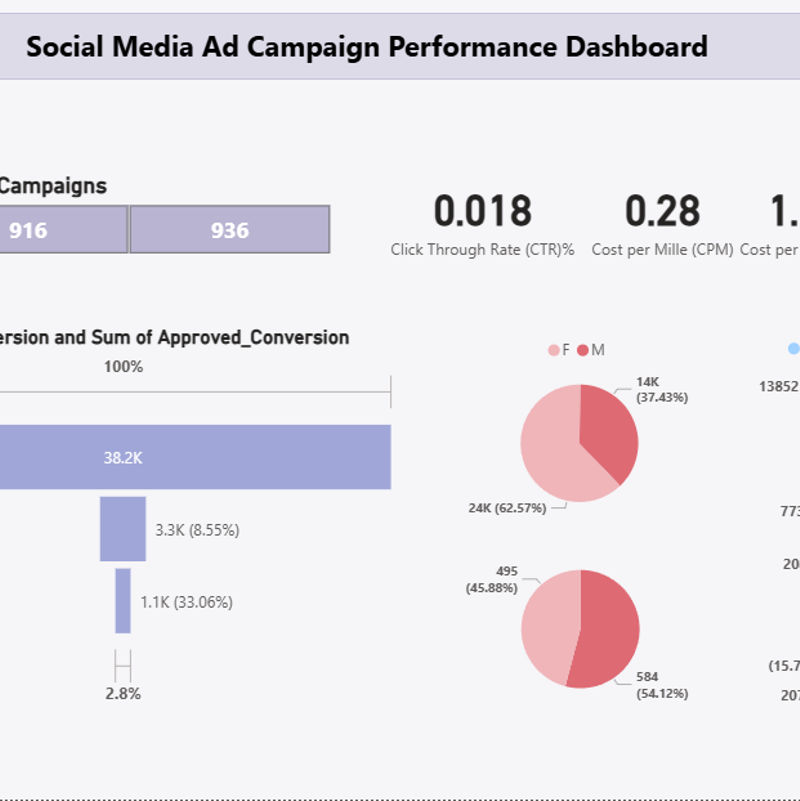 Social Media Ad Campaign Performance Dashboard
Campaigns
916 936
0.018 0.28 1.
Click Through Rate (CTR)% Cost per Mille (CPM) Cost per
ersion and Sum of Approved_Conversion
100%
38.2K
3.3K (8.55%)
1.1K (33.06%)
2.8%
F M
14K
(37.43%)
24K (62.57%)
495
(45.88%)
584
(54.12%)
13852
773
20
(15.7
207